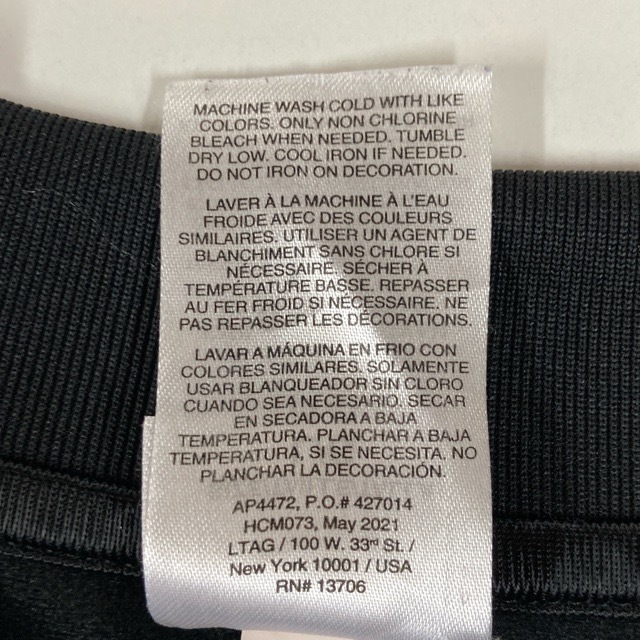 MACHINE WASH COLD WITH LIKE
COLORS. ONLY NON CHLORINE
BLEACH WHEN NEEDED. TUMBLE
DRY LOW. COOL IRON IF NEEDED.
DO NOT IRON ON DECORATION.
LAVER À LA MACHINE À L'EAU
FROIDE AVEC DES COULEURS
SIMILAIRES. UTILISER UN AGENT DE
BLANCHIMENT SANS CHLORE SI
NÉCESSAIRE. SÉCHER À
TEMPÉRATURE BASSE. REPASSER
AU FER FROID SI NÉCESSAIRE. NE
PAS REPASSER LES DÉCORATIONS.
LAVAR A MÁQUINA EN FRIO CON
COLORES SIMILARES. SOLAMENTE
USAR BLANQUEADOR SIN CLORO
CUANDO SEA NECESARIO. SECAR
EN SECADORA A BAJA
TEMPERATURA. PLANCHAR A BAJA
TEMPERATURA, SI SE NECESITA. NO
PLANCHAR LA DECORACIÓN.
AP4472, P.O.# 427014
HCM073, May 2021
LTAG / 100 W. 33rd St. /
New York 10001 / USA
RN# 13706